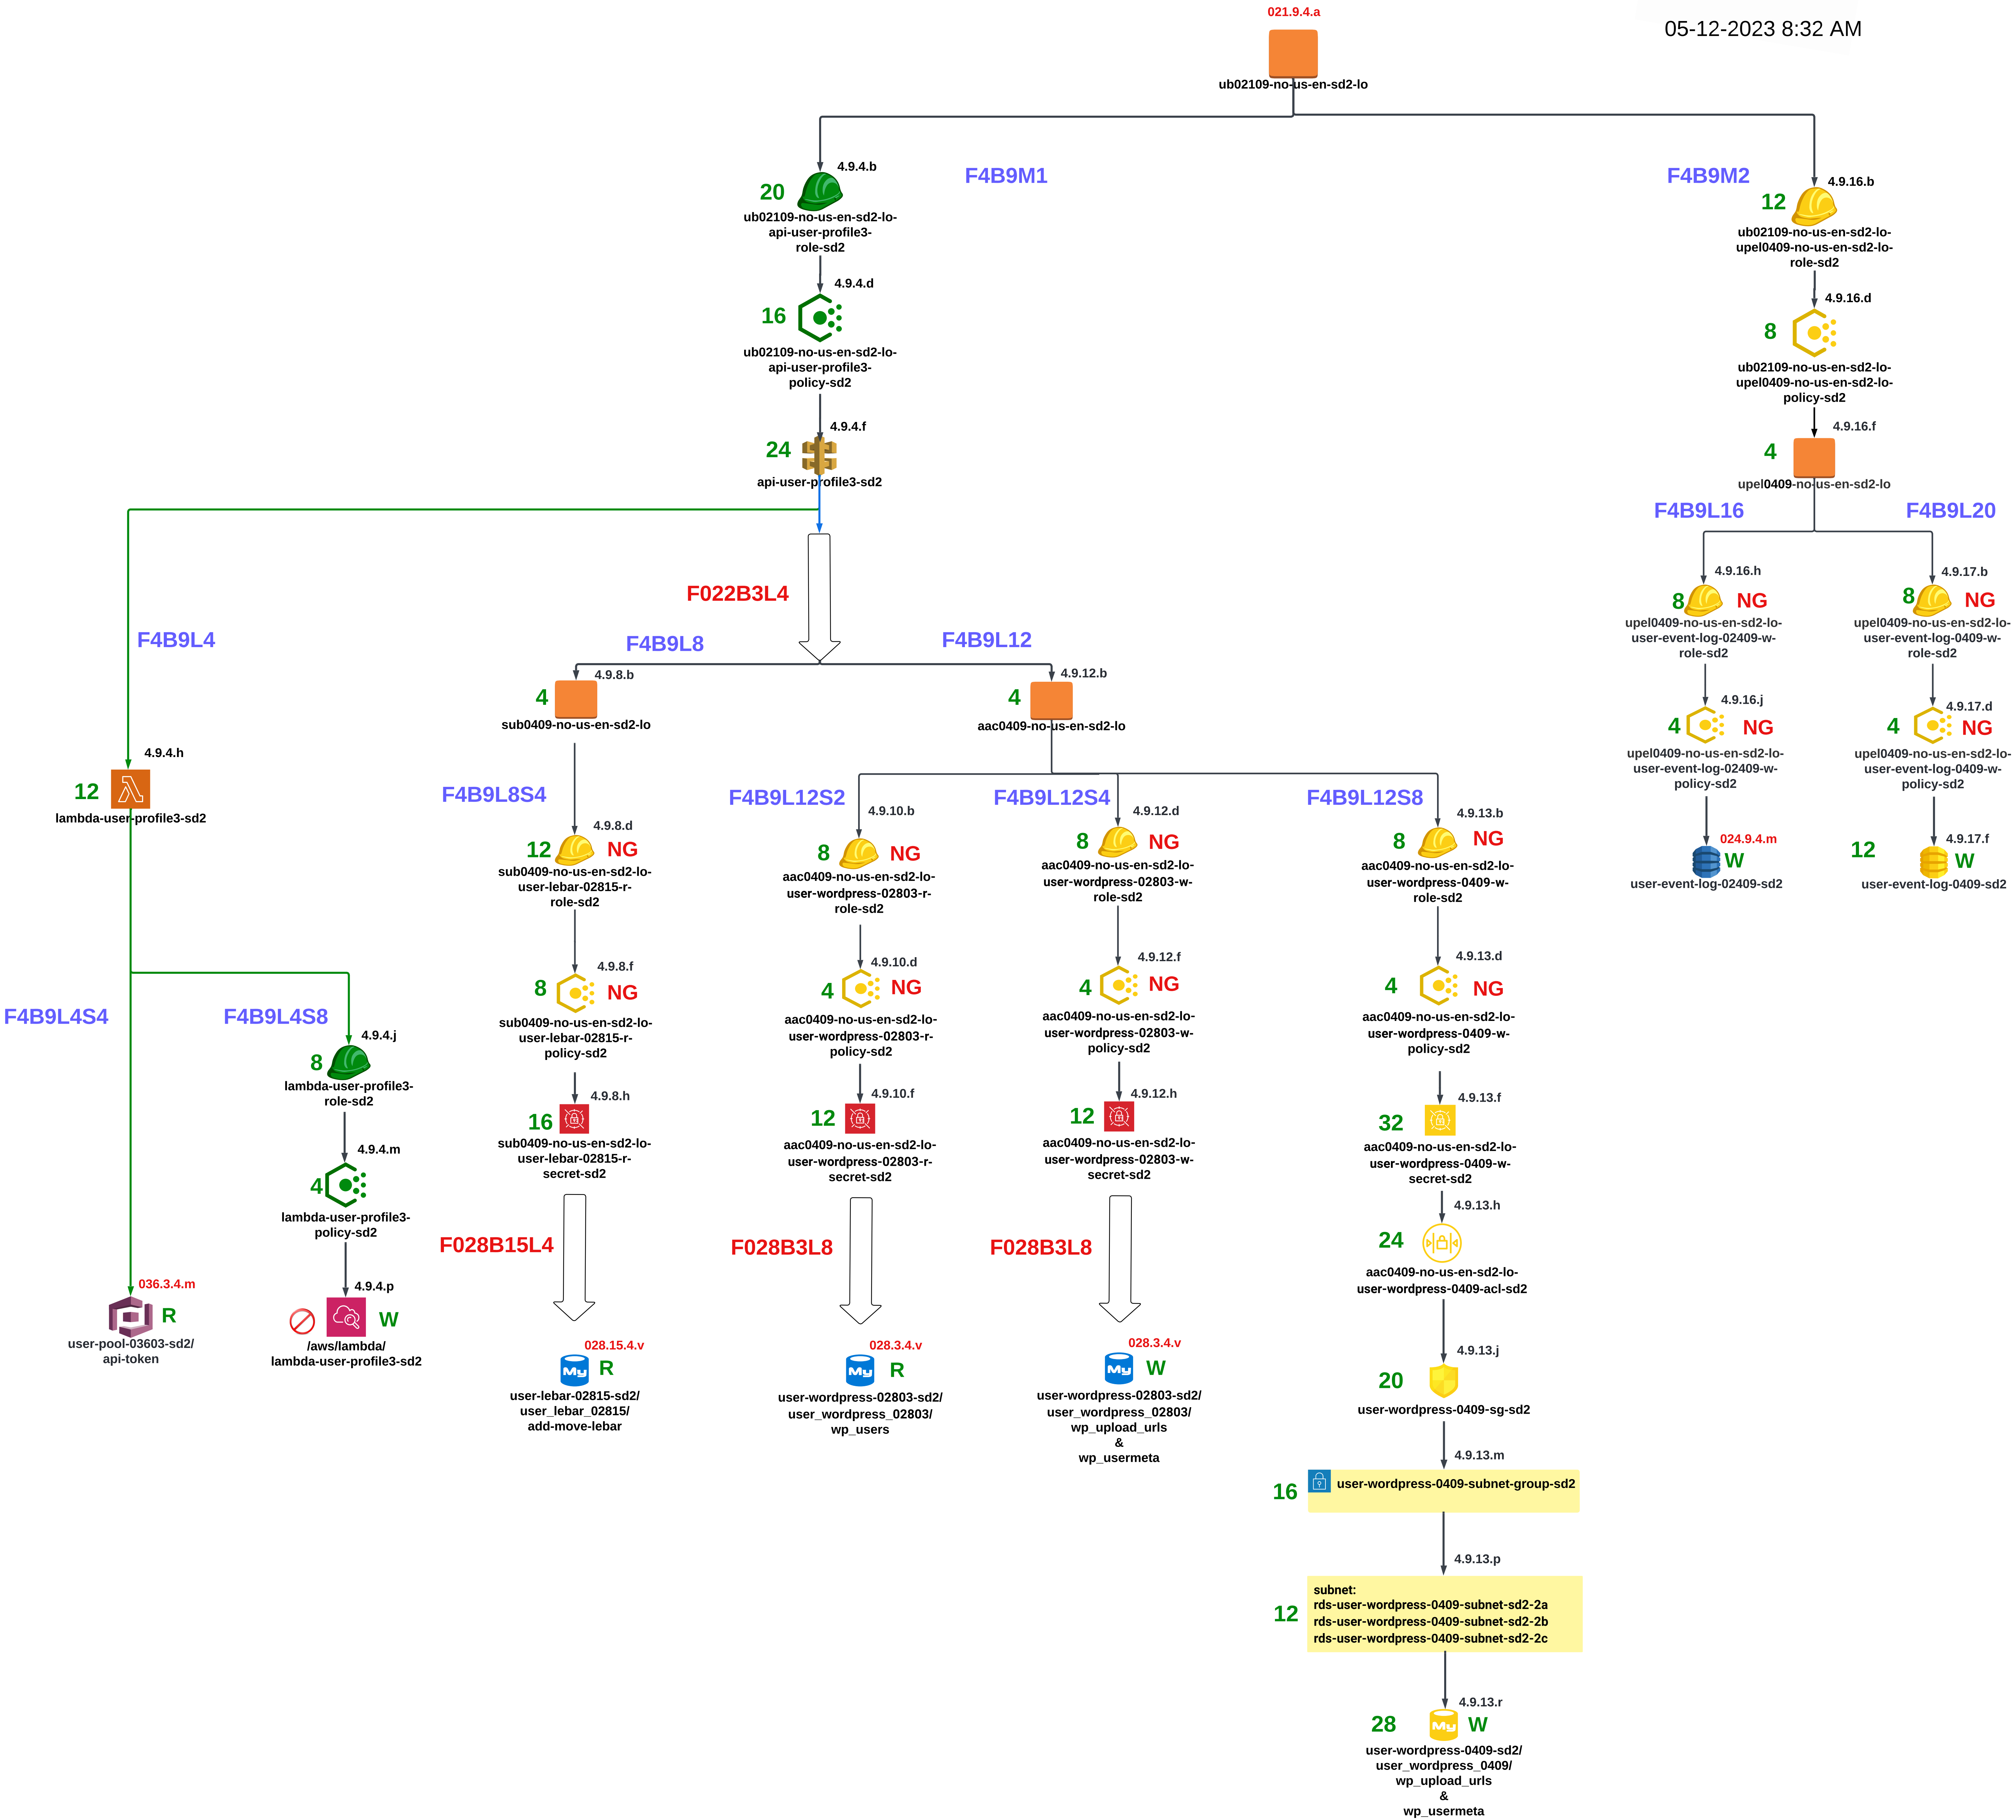 021.9.4.a
05-12-2023 8:32 AM
ub02109-no-us-en-sd2-lo
F4B9M1
F4B9M2
4.9.4.b
20
ub02109-no-us-en-sd2-lo-
api-user-profile3-
role-sd2
4.9.4.d
16
ub02109-no-us-en-sd2-lo-
api-user-profile3-
policy-sd2
4.9.4.f
24
api-user-profile3-sd2
4.9.16.b
12
ub02109-no-us-en-sd2-lo-
upel0409-no-us-en-sd2-lo-
role-sd2
4.9.16.d
8
ub02109-no-us-en-sd2-lo-
upel0409-no-us-en-sd2-lo-
policy-sd2
4.9.16.f
4
upel0409-no-us-en-sd2-lo
F4B9L16
F4B9L20
4.9.16.h
8
NG
upel0409-no-us-en-sd2-lo-
user-event-log-02409-w-
role-sd2
4.9.16.j
4
NG
upel0409-no-us-en-sd2-lo-
user-event-log-02409-w-
policy-sd2
024.9.4.m
W
user-event-log-02409-sd2
4.9.17.b
8
NG
upel0409-no-us-en-sd2-lo-
user-event-log-0409-w-
role-sd2
4.9.17.d
4
NG
upel0409-no-us-en-sd2-lo-
user-event-log-0409-w-
policy-sd2
4.9.17.f
12
W
user-event-log-0409-sd2
F022B3L4
F4B9L4
F4B9L8
F4B9L12
4.9.4.h
12
lambda-user-profile3-sd2
F4B9L4S4
F4B9L4S8
036.3.4.m
R
user-pool-03603-sd2/
api-token
4.9.4.j
8
lambda-user-profile3-
role-sd2
4.9.4.m
4
lambda-user-profile3-
policy-sd2
4.9.4.p
W
/aws/lambda/
lambda-user-profile3-sd2
4.9.8.b
4
sub0409-no-us-en-sd2-lo
F4B9L8S4
4.9.8.d
12
NG
sub0409-no-us-en-sd2-lo-
user-lebar-02815-r-
role-sd2
4.9.8.f
8
NG
sub0409-no-us-en-sd2-lo-
user-lebar-02815-r-
policy-sd2
4.9.8.h
16
sub0409-no-us-en-sd2-lo-
user-lebar-02815-r-
secret-sd2
F028B15L4
028.15.4.v
My
R
user-lebar-02815-sd2/
user_lebar_02815/
add-move-lebar
4.9.12.b
4
aac0409-no-us-en-sd2-lo
F4B9L12S2
F4B9L12S4
F4B9L12S8
4.9.10.b
8
NG
aac0409-no-us-en-sd2-lo-
user-wordpress-02803-r-
role-sd2
4.9.10.d
4
NG
aac0409-no-us-en-sd2-lo-
user-wordpress-02803-r-
policy-sd2
4.9.10.f
12
aac0409-no-us-en-sd2-lo-
user-wordpress-02803-r-
secret-sd2
F028B3L8
028.3.4.v
My
R
user-wordpress-02803-sd2/
user_wordpress_02803/
wp_users
4.9.12.d
8
NG
aac0409-no-us-en-sd2-lo-
user-wordpress-02803-w-
role-sd2
4.9.12.f
4
NG
aac0409-no-us-en-sd2-lo-
user-wordpress-02803-w-
policy-sd2
4.9.12.h
12
aac0409-no-us-en-sd2-lo-
user-wordpress-02803-w-
secret-sd2
F028B3L8
028.3.4.v
My
W
user-wordpress-02803-sd2/
user_wordpress_02803/
wp_upload_urls
&
wp_usermeta
4.9.13.b
8
NG
aac0409-no-us-en-sd2-lo-
user-wordpress-0409-w-
role-sd2
4.9.13.d
4
NG
aac0409-no-us-en-sd2-lo-
user-wordpress-0409-w-
policy-sd2
4.9.13.f
32
aac0409-no-us-en-sd2-lo-
user-wordpress-0409-w-
secret-sd2
4.9.13.h
24
aac0409-no-us-en-sd2-lo-
user-wordpress-0409-acl-sd2
4.9.13.j
20
user-wordpress-0409-sg-sd2
4.9.13.m
16
user-wordpress-0409-subnet-group-sd2
4.9.13.p
12
subnet:
rds-user-wordpress-0409-subnet-sd2-2a
rds-user-wordpress-0409-subnet-sd2-2b
rds-user-wordpress-0409-subnet-sd2-2c
4.9.13.r
28
My
W
user-wordpress-0409-sd2/
user_wordpress_0409/
wp_upload_urls
&
wp_usermeta